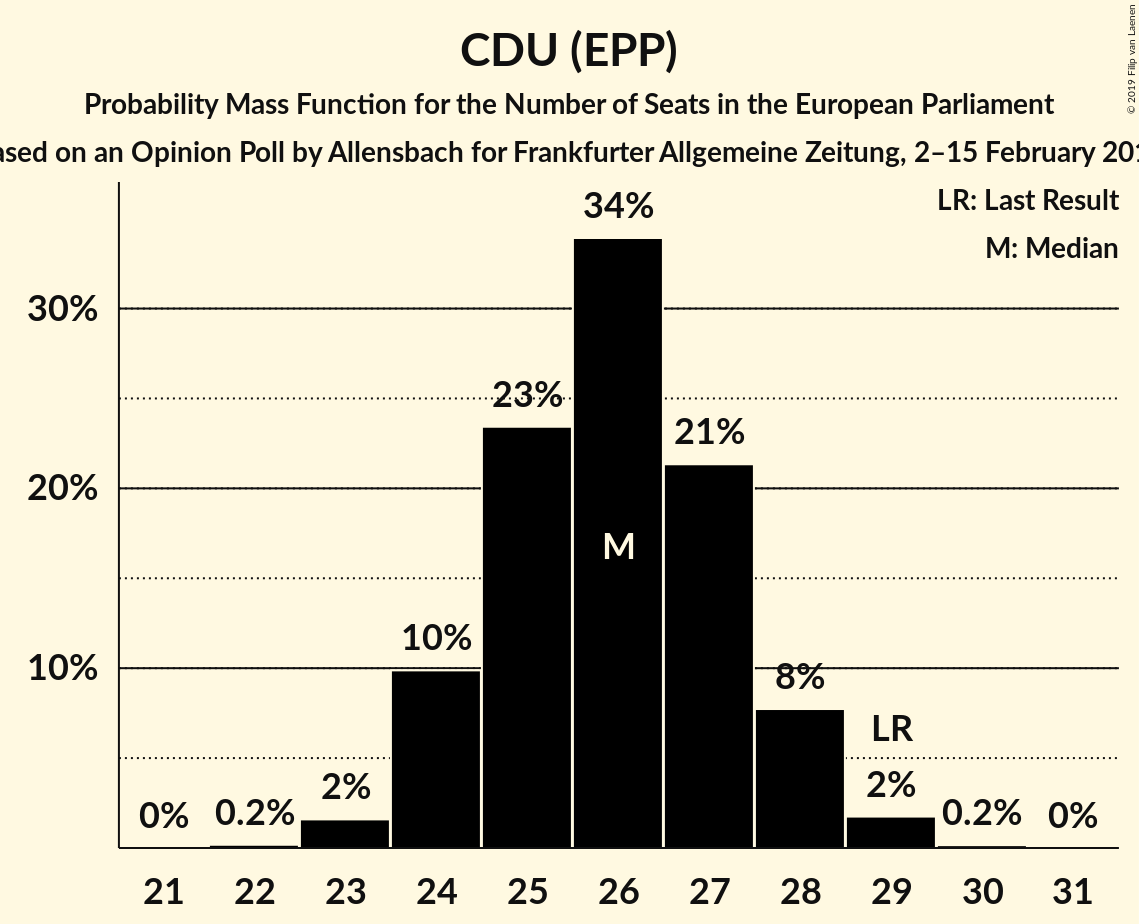 CDU (EPP)
Probability Mass Function for the Number of Seats in the European Parliament
on an Opinion Poll by Allensbach for Frankfurter Allgemeine Zeitung, 2–15 February
© 2019 Filip van Laenen
LR: Last Result
M: Median
34%
30%
23%
21%
20%
M
10%
10%
8%
LR
0%
0.2%
2%
2%
0.2%
0%
21 22 23 24 25 26 27 28 29 30 31